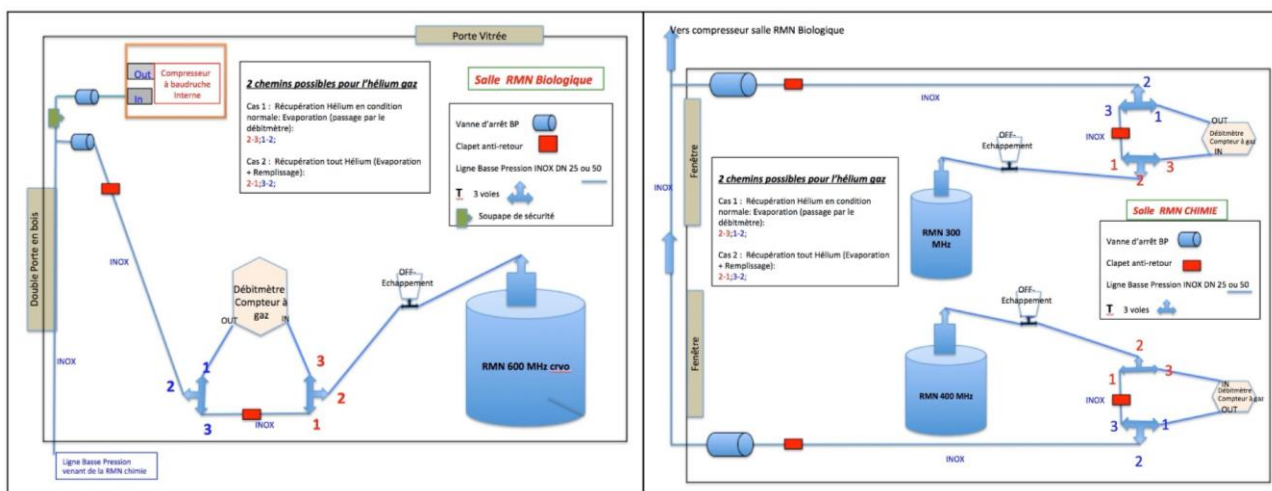 Porte Vitrée
Out
In
Compresseur
à baudruche
Interne
2 chemins possibles pour l'hélium gaz
Cas 1 : Récupération Hélium en condition
normale: Evaporation (passage par le
débitmètre):
2-3;1-2;
Cas 2 : Récupération tout Hélium (Evaporation
+ Remplissage):
2-1;3-2;
Salle RMN Biologique
Vanne d'arrêt BP
Clapet anti-retour
Ligne Basse Pression INOX DN 25 ou 50
T 3 voies
Soupape de sécurité
Double Porte en bois
INOX
INOX
Débitmètre
Compteur à
gaz
OUT
IN
OFF-
Echappement
1
2
3
3
2
1
INOX
RMN 600 MHz crvo
Ligne Basse Pression
venant de la RMN chimie
Vers compresseur salle RMN Biologique
INOX
Fenêtre
Fenêtre
INOX
2
3
1
INOX
1
2
3
OUT
Débitmètre
Compteur à gaz
IN
OFF-
Echappement
RMN 300
MHz
2 chemins possibles pour l'hélium gaz
Cas 1 : Récupération Hélium en condition
normale: Evaporation (passage par le
débitmètre):
2-3;1-2;
Cas 2 : Récupération tout Hélium (Evaporation
+ Remplissage):
2-1;3-2;
Salle RMN CHIMIE
Vanne d'arrêt BP
Clapet anti-retour
Ligne Basse Pression INOX DN 25 ou 50
T 3 voies
OFF-
Echappement
RMN 400 MHz
2
1
3
INOX
3
1
2
IN
Débitmètre
Compteur à gaz
OUT
INOX